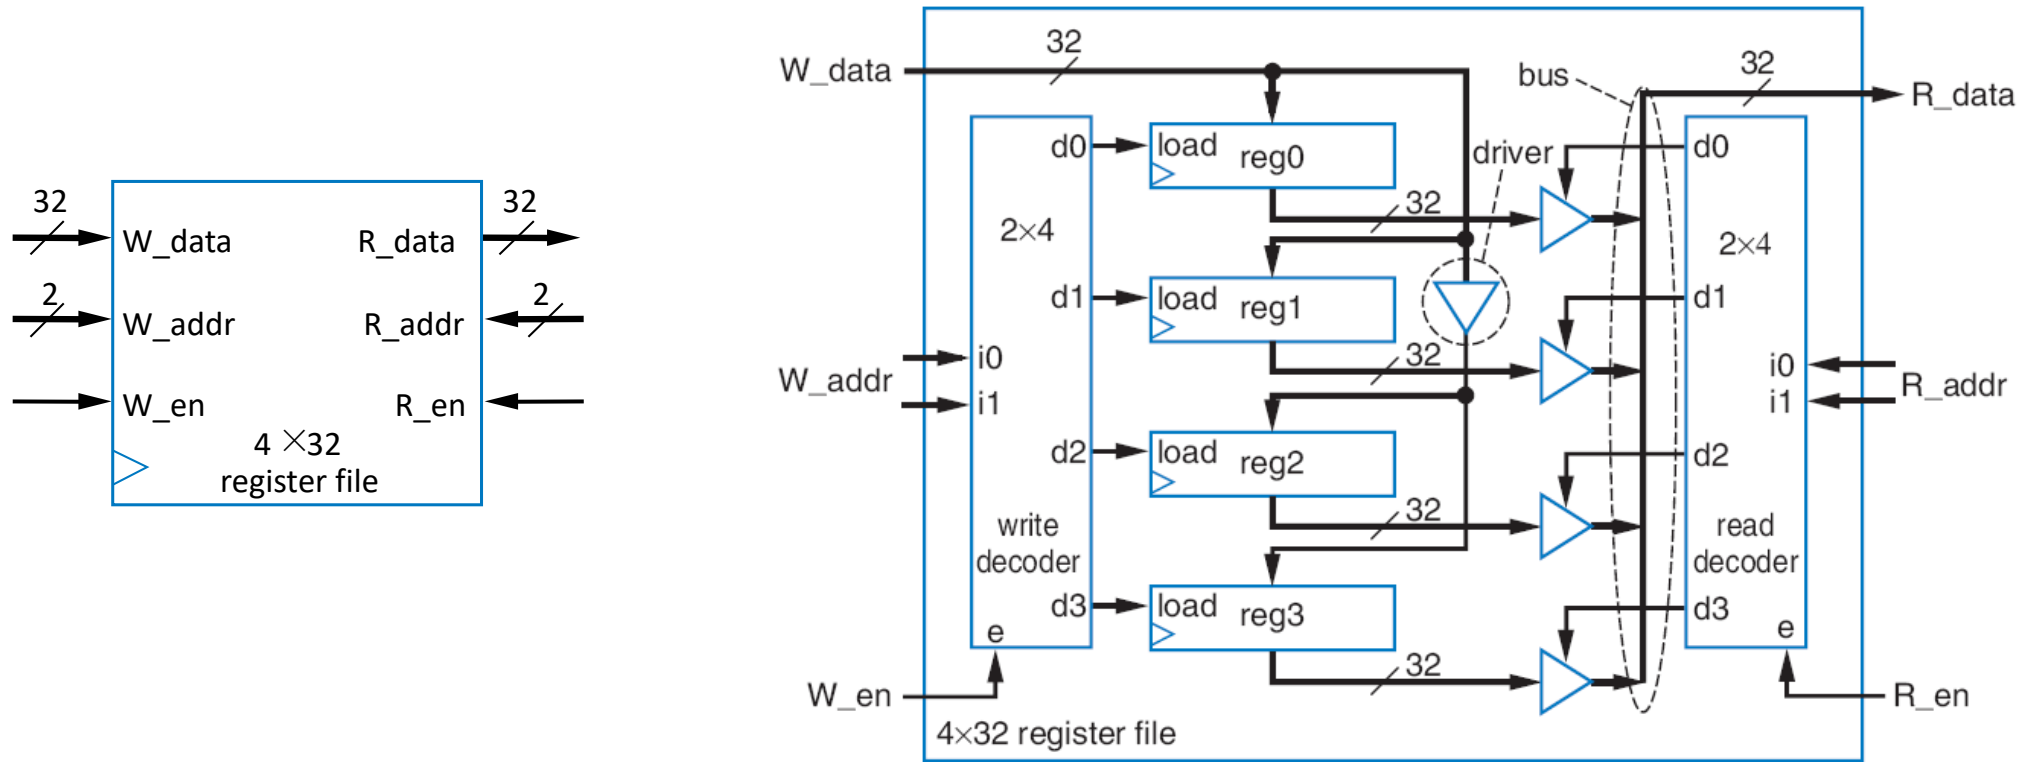 32
32
W_data
R_data
2
2
W_addr
R_addr
W_en
R_en
4 ×32
register file
W_data
32
bus
32
R_data
d0
load
reg0
driver
d0
32
2×4
2×4
d1
load
reg1
d1
32
W_addr
i0
i1
i0
i1
R_addr
d2
load
reg2
d2
32
write
decoder
read
decoder
d3
load
reg3
d3
e
e
32
W_en
R_en
4×32 register file